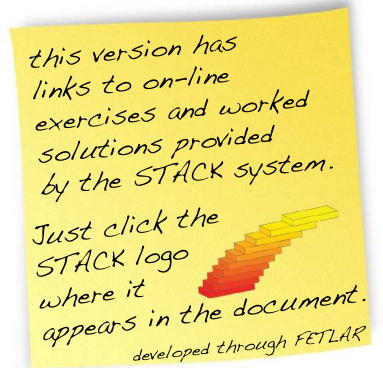 this version has
links to on-line
exercises and worked
solutions provided
by the STACK system.
Just click the
STACK logo
where it
appears in the document.
developed through FETLAR